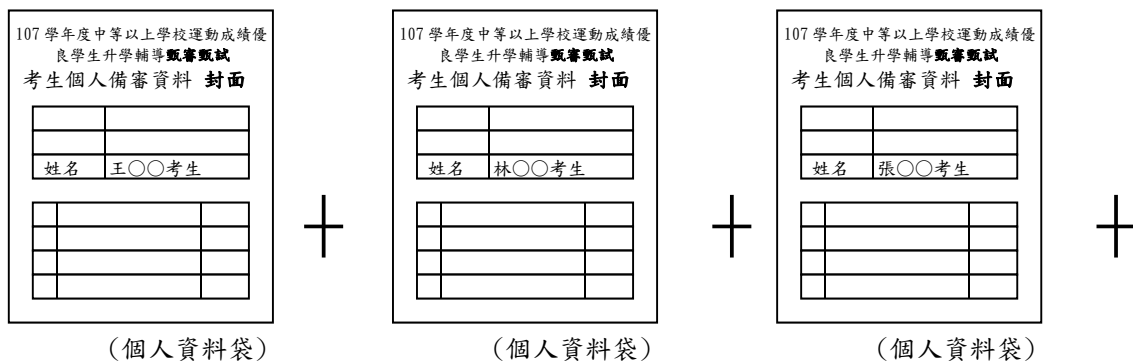 107 學年度中等以上學校運動成績優
良學生升學輔導甄審甄試
考生個人備審資料 封面
姓名 王○○考生
(個人資料袋)
+
107 學年度中等以上學校運動成績優
良學生升學輔導甄審甄試
考生個人備審資料 封面
姓名 林○○考生
(個人資料袋)
+
107 學年度中等以上學校運動成績優
良學生升學輔導甄審甄試
考生個人備審資料 封面
姓名 張○○考生
(個人資料袋)
+